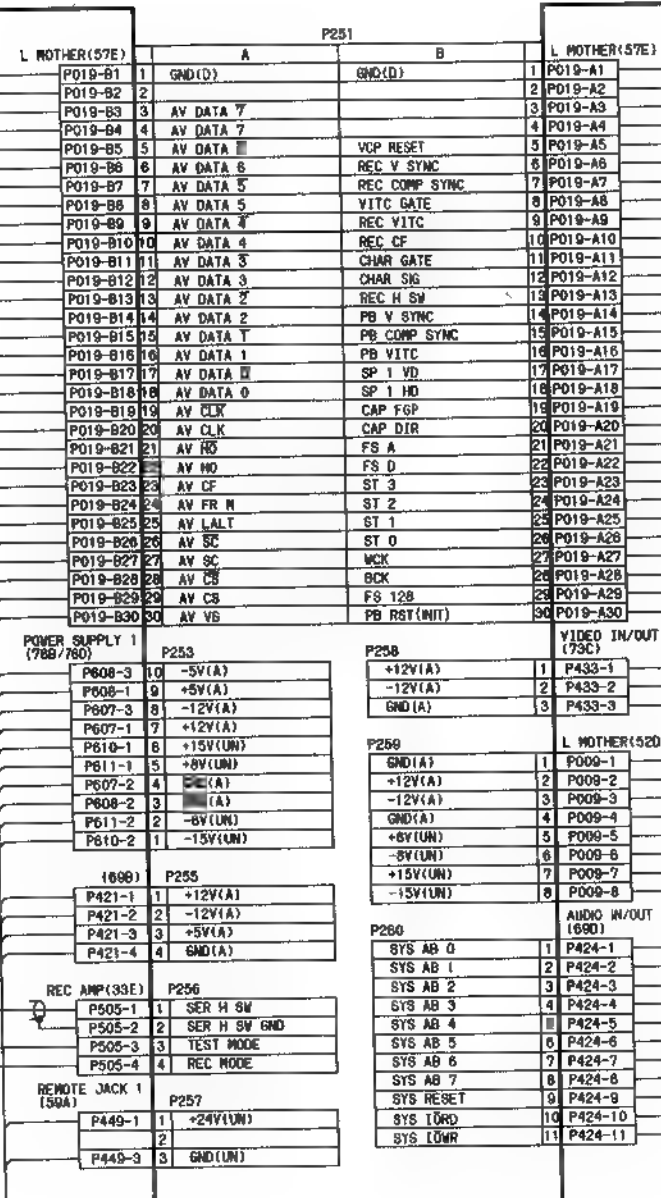 P251
L MOTHER(57E) A B L MOTHER(57E)
P019-B1 1 GND(D) GND(D) 1 P019-A1
P019-B2 2 2 P019-A2
P019-B3 3 AV DATA 7̅ 3 P019-A3
P019-B4 4 AV DATA 7 4 P019-A4
P019-B5 5 AV DATA VCP RESET 5 P019-A5
P019-B6 6 AV DATA 6 REC V SYNC 6 P019-A6
P019-B7 7 AV DATA 5̅ REC COMP SYNC 7 P019-A7
P019-B8 8 AV DATA 5 VITC GATE 8 P019-A8
P019-B9 9 AV DATA 4̅ REC VITC 9 P019-A9
P019-B10 10 AV DATA 4 REC CF 10 P019-A10
P019-B11 11 AV DATA 3̅ CHAR GATE 11 P019-A11
P019-B12 12 AV DATA 3 CHAR SIG 12 P019-A12
P019-B13 13 AV DATA 2̅ REC H SW 13 P019-A13
P019-B14 14 AV DATA 2 PB V SYNC 14 P019-A14
P019-B15 15 AV DATA 1̅ PB COMP SYNC 15 P019-A15
P019-B16 16 AV DATA 1 PB VITC 16 P019-A16
P019-B17 17 AV DATA SP 1 VD 17 P019-A17
P019-B18 18 AV DATA 0 SP 1 HD 18 P019-A18
P019-B19 19 AV C̅L̅K̅ CAP FGP 19 P019-A19
P019-B20 20 AV CLK CAP DIR 20 P019-A20
P019-B21 21 AV H̅D̅ FS A 21 P019-A21
P019-B22 AV HD FS D 22 P019-A22
P019-B23 23 AV CF ST 3 23 P019-A23
P019-B24 24 AV FR M ST 2 24 P019-A24
P019-B25 25 AV LALT ST 1 25 P019-A25
P019-B26 26 AV S̅C̅ ST 0 26 P019-A26
P019-B27 27 AV SC WCK 27 P019-A27
P019-B28 28 AV C̅S̅ BCK 28 P019-A28
P019-B29 29 AV CS FS 128 29 P019-A29
P019-B30 30 AV VS PB RST(INIT) 30 P019-A30
POWER SUPPLY 1
(76B/76D) P253
P608-3 10 -5V(A)
P608-1 9 +5V(A)
P607-3 8 -12V(A)
P607-1 7 +12V(A)
P610-1 6 +15V(UN)
P611-1 5 +8V(UN)
P607-2 4 (A)
P608-2 3 (A)
P611-2 2 -8V(UN)
P610-2 1 -15V(UN)
(69B) P255
P421-1 1 +12V(A)
P421-2 2 -12V(A)
P421-3 3 +5V(A)
P421-4 4 GND(A)
REC AMP(33E) P256
P505-1 1 SER H SW
P505-2 2 SER H SW GND
P505-3 3 TEST MODE
P505-4 4 REC MODE
REMOTE JACK 1
(59A) P257
P449-1 1 +24V(UN)
2
P449-3 3 GND(UN)
VIDEO IN/OUT
P258 (73C)
+12V(A) 1 P433-1
-12V(A) 2 P433-2
GND(A) 3 P433-3
P259 L MOTHER(52D
GND(A) 1 P009-1
+12V(A) 2 P009-2
-12V(A) 3 P009-3
GND(A) 4 P009-4
+8V(UN) 5 P009-5
-8V(UN) 6 P009-6
+15V(UN) 7 P009-7
-15V(UN) 8 P009-8
AUDIO IN/OUT
P260 (69D)
SYS AB 0 1 P424-1
SYS AB 1 2 P424-2
SYS AB 2 3 P424-3
SYS AB 3 4 P424-4
SYS AB 4 P424-5
SYS AB 5 6 P424-6
SYS AB 6 7 P424-7
SYS AB 7 8 P424-8
SYS RESET 9 P424-9
SYS I̅O̅R̅D̅ 10 P424-10
SYS I̅O̅W̅R̅ 11 P424-11